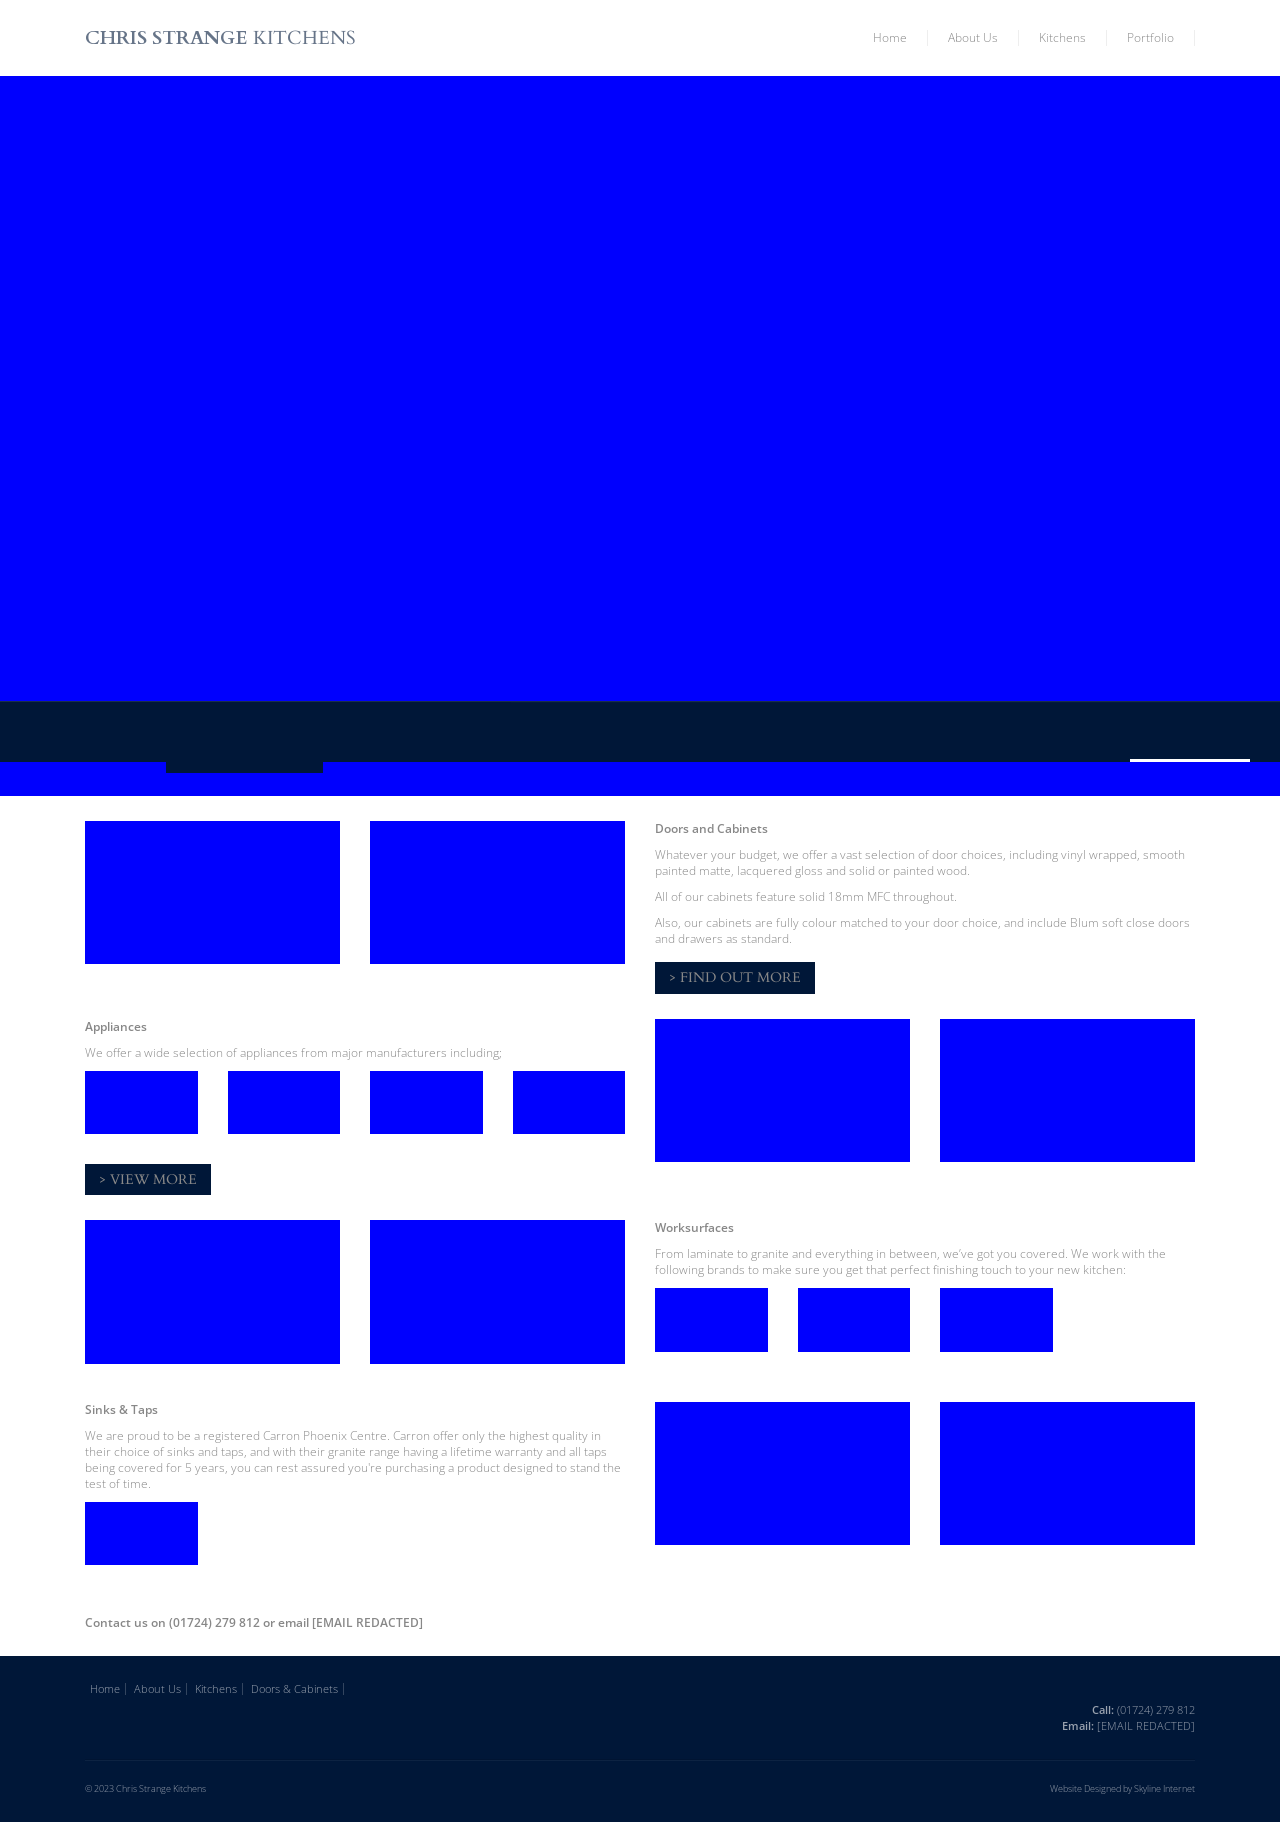 CHRIS STRANGE KITCHENS
Home
About Us
Kitchens
Portfolio
Doors and Cabinets
Whatever your budget, we offer a vast selection of door choices, including vinyl wrapped, smooth
painted matte, lacquered gloss and solid or painted wood.
All of our cabinets feature solid 18mm MFC throughout.
Also, our cabinets are fully colour matched to your door choice, and include Blum soft close doors
and drawers as standard.
> FIND OUT MORE
Appliances
We offer a wide selection of appliances from major manufacturers including;
> VIEW MORE
Worksurfaces
From laminate to granite and everything in between, we’ve got you covered. We work with the
following brands to make sure you get that perfect finishing touch to your new kitchen:
Sinks & Taps
We are proud to be a registered Carron Phoenix Centre. Carron offer only the highest quality in
their choice of sinks and taps, and with their granite range having a lifetime warranty and all taps
being covered for 5 years, you can rest assured you're purchasing a product designed to stand the
test of time.
Contact us on (01724) 279 812 or email [EMAIL REDACTED]
Home
About Us
Kitchens
Doors & Cabinets
Call: (01724) 279 812
Email: [EMAIL REDACTED]
© 2023 Chris Strange Kitchens
Website Designed by Skyline Internet